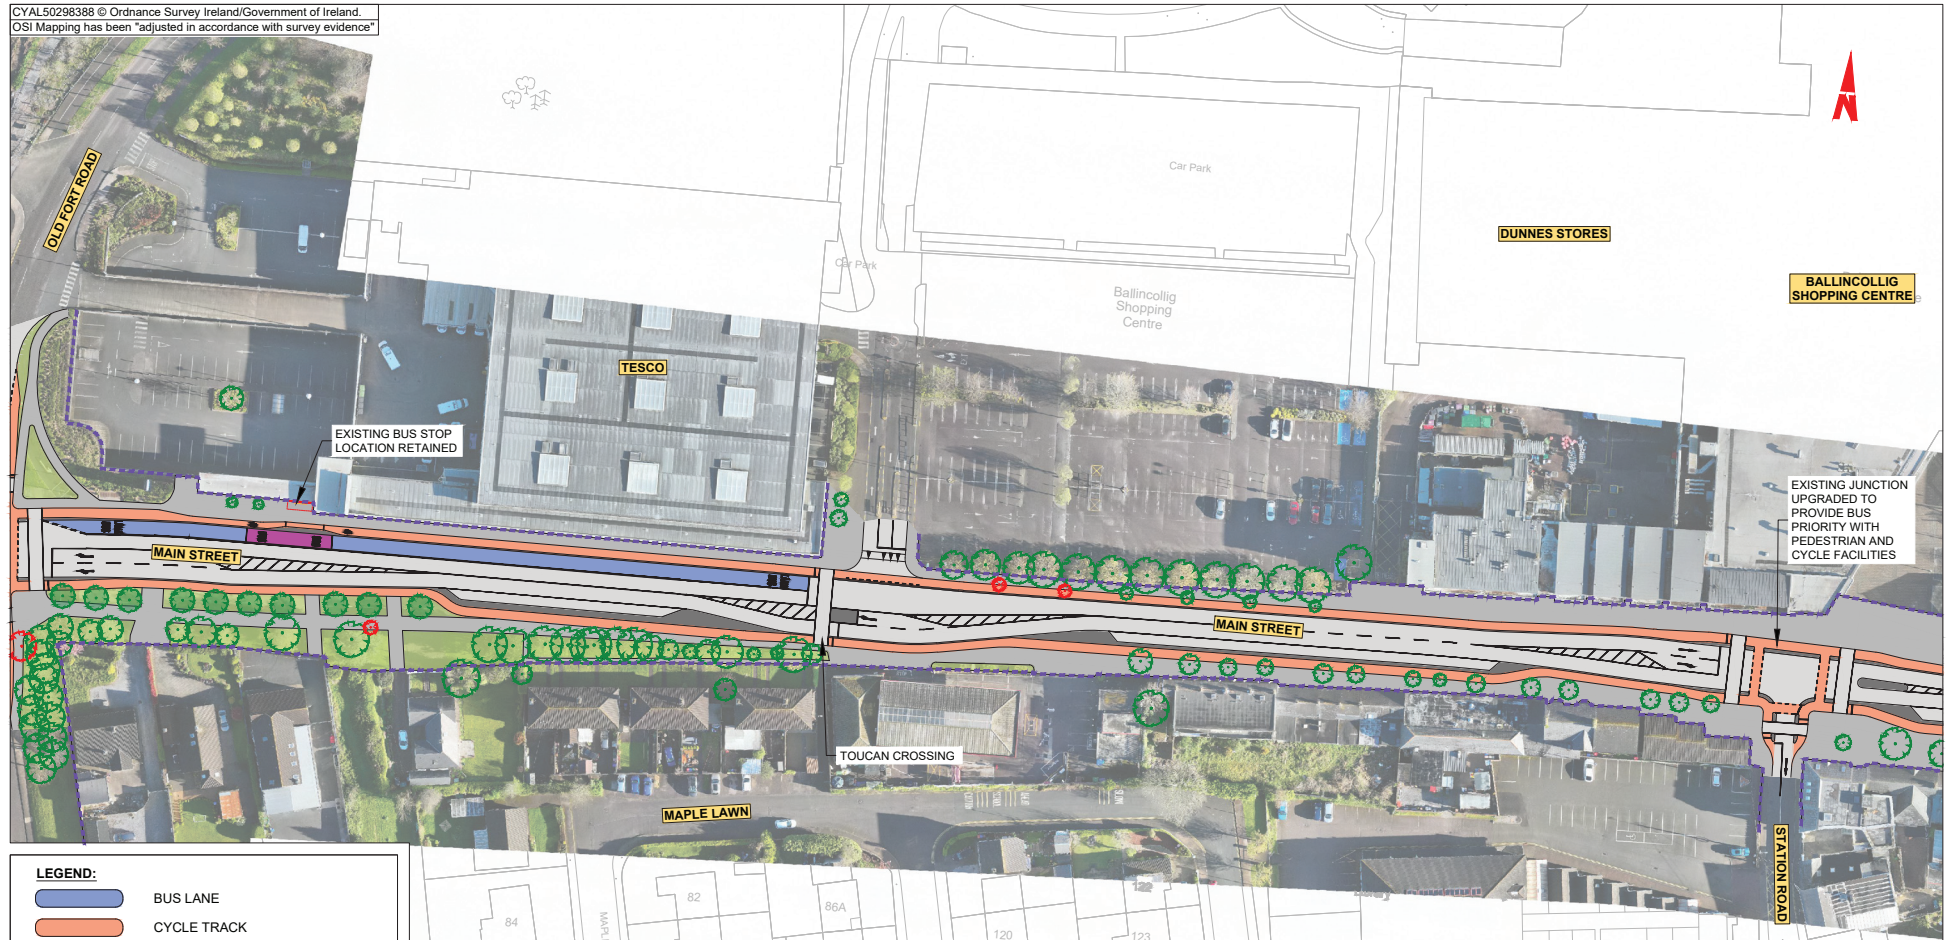 CYAL50298388 © Ordnance Survey Ireland/Government of Ireland.
OSI Mapping has been "adjusted in accordance with survey evidence"
N
OLD FORT ROAD
Car Park
DUNNES STORES
Car Park
BALLINCOLLIG
SHOPPING CENTRE
Ballincollig
Shopping
Centre
TESCO
EXISTING BUS STOP
LOCATION RETAINED
EXISTING JUNCTION
UPGRADED TO
PROVIDE BUS
PRIORITY WITH
PEDESTRIAN AND
CYCLE FACILITIES
MAIN STREET
MAIN STREET
TOUCAN CROSSING
MAPLE LAWN
STATION ROAD
LEGEND:
BUS LANE
CYCLE TRACK
84
82
86A
120
122
123